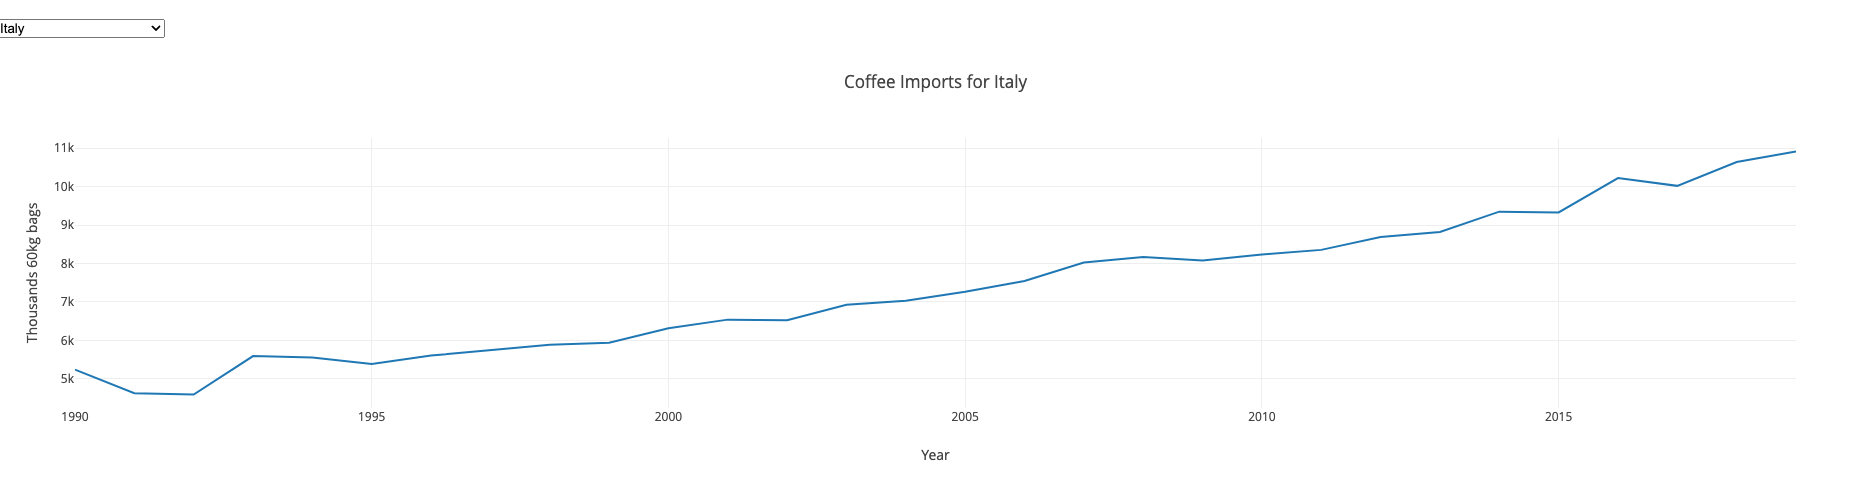 Italy
Coffee Imports for Italy
11k
10k
9k
8k
7k
6k
5k
Thousands 60kg bags
1990 1995 2000 2005 2010 2015
Year